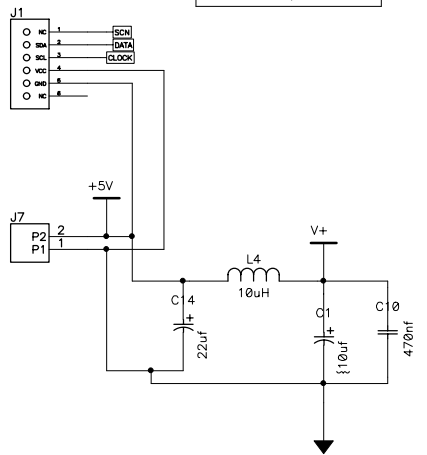 J1
NC 1 SCN
SDA 2 DATA
SCL 3 CLOCK
VCC 4
GND 5
NC 6
+5V
J7
P2 2
P1 1
V+
L4
10uH
C14
+
22uf
C1
+
10uf
C10
470nf